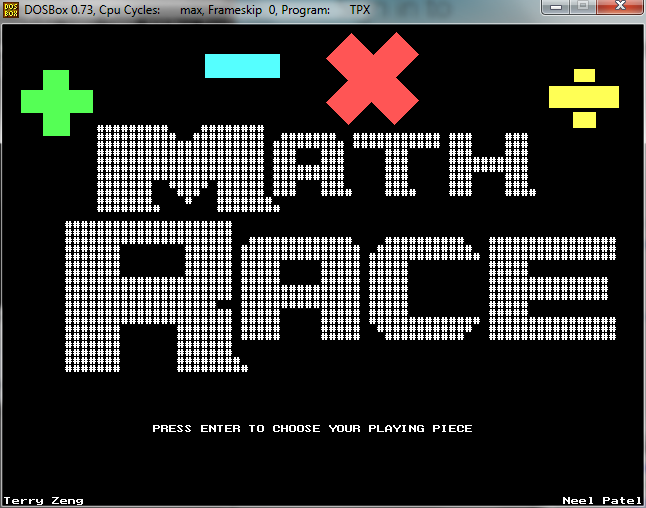 DOSBox 0.73, Cpu Cycles: max, Frameskip 0, Program: TPX
MATH
RACE
PRESS ENTER TO CHOOSE YOUR PLAYING PIECE
Terry Zeng
Neel Patel